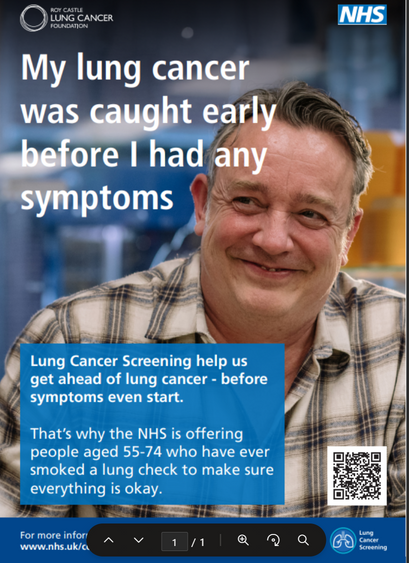 ROY CASTLE
LUNG CANCER
FOUNDATION
NHS
My lung cancer
was caught early
before I had any
symptoms
Lung Cancer Screening help us
get ahead of lung cancer - before
symptoms even start.
That's why the NHS is offering
people aged 55-74 who have ever
smoked a lung check to make sure
everything is okay.
For more
www.nhs.uk/
1 / 1
Lung
Cancer
Screening